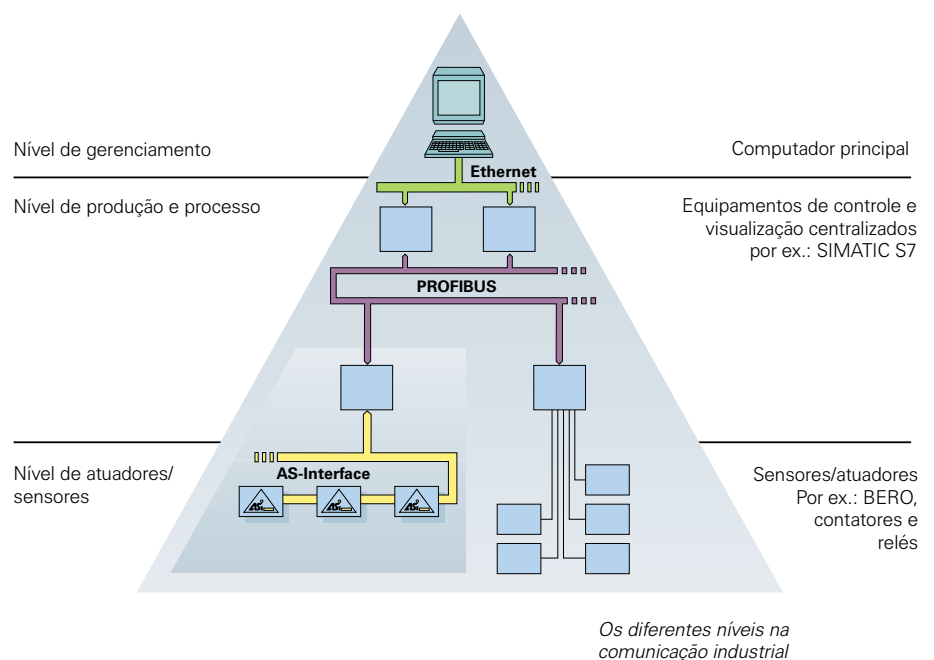 Nível de gerenciamento
Computador principal
Ethernet
Nível de produção e processo
Equipamentos de controle e
visualização centralizados
por ex.: SIMATIC S7
PROFIBUS
Nível de atuadores/
sensores
AS-Interface
Sensores/atuadores
Por ex.: BERO,
contatores e
relés
Os diferentes níveis na
comunicação industrial